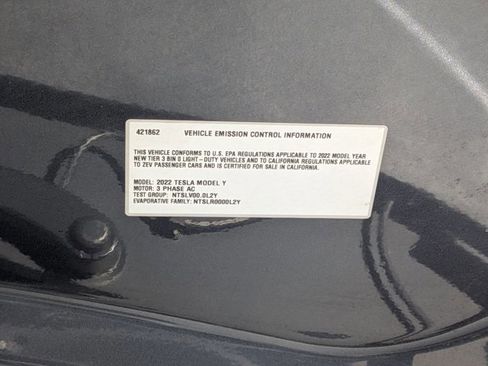 421862 VEHICLE EMISSION CONTROL INFORMATION
THIS VEHICLE CONFORMS TO U.S. EPA REGULATIONS APPLICABLE TO 2022 MODEL YEAR
NEW TIER 3 BIN 0 LIGHT-DUTY VEHICLES AND TO CALIFORNIA REGULATIONS APPLICABLE
TO ZEV PASSENGER CARS AND IS CERTIFIED FOR SALE IN CALIFORNIA.
MODEL: 2022 TESLA MODEL Y
MOTOR: 3 PHASE AC
TEST GROUP: NTSLV00.0L2Y
EVAPORATIVE FAMILY: NTSLR0000L2Y